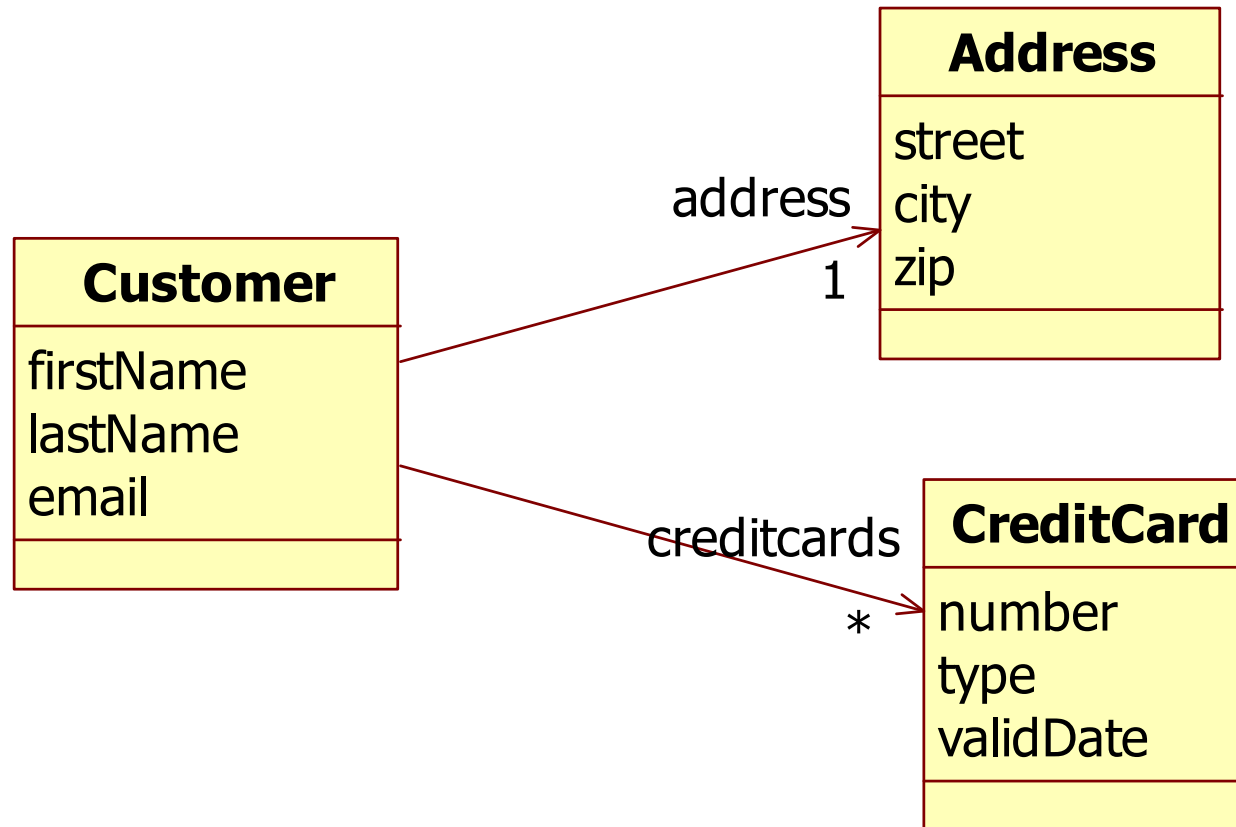 Address
street
city
zip
address
1
Customer
firstName
lastName
email
creditcards
*
CreditCard
number
type
validDate